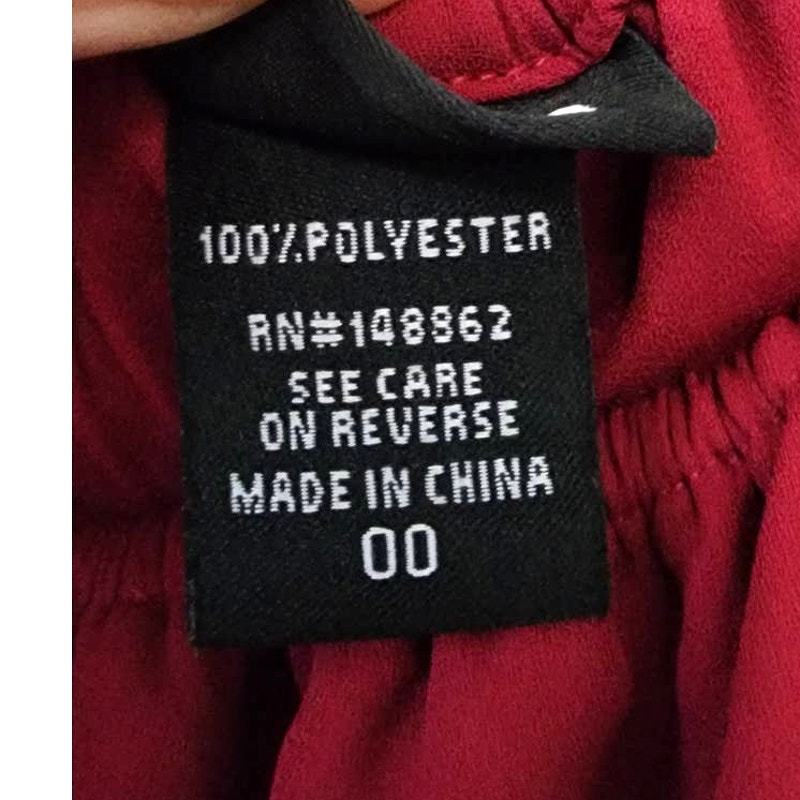 100%POLYESTER
RN#148862
SEE CARE
ON REVERSE
MADE IN CHINA
00